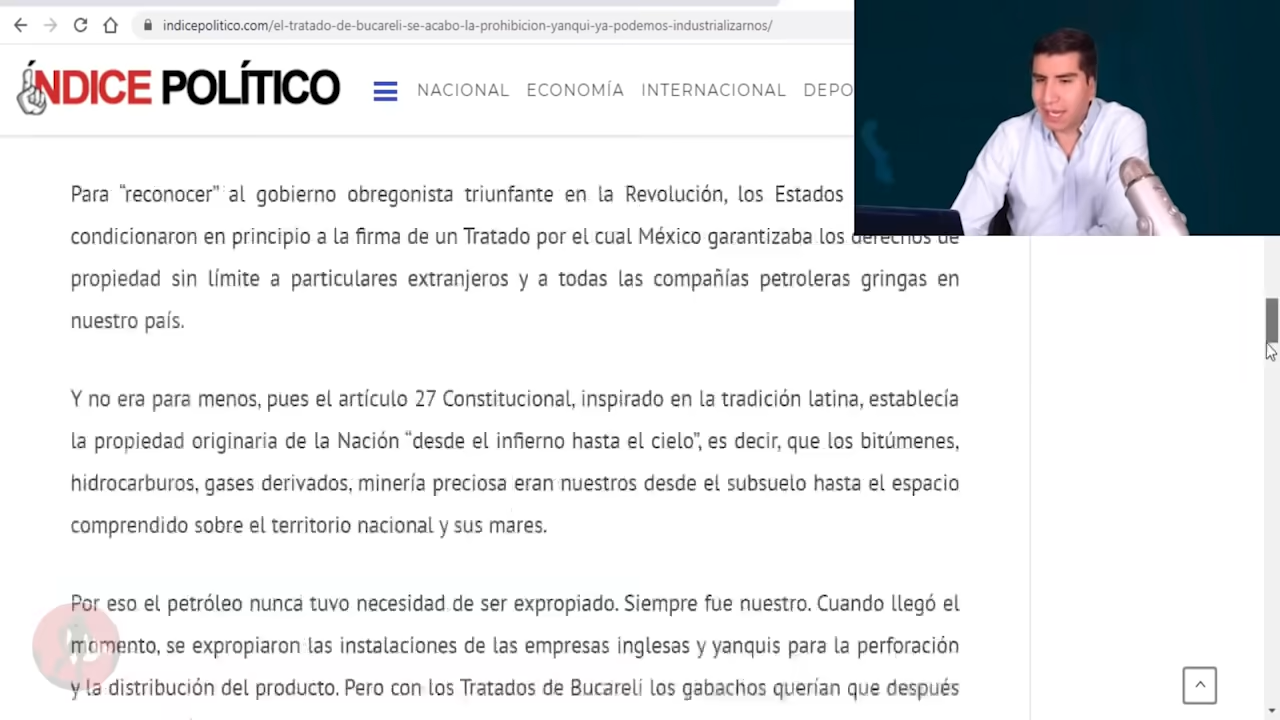 indicepolitico.com/el-tratado-de-bucareli-se-acabo-la-prohibicion-yanqui-ya-podemos-industrializarnos/
ÍNDICE POLÍTICO
NACIONAL ECONOMÍA INTERNACIONAL DEPO
Para “reconocer” al gobierno obregonista triunfante en la Revolución, los Estados
condicionaron en principio a la firma de un Tratado por el cual México garantizaba los derechos de
propiedad sin límite a particulares extranjeros y a todas las compañías petroleras gringas en
nuestro país.
Y no era para menos, pues el artículo 27 Constitucional, inspirado en la tradición latina, establecía
la propiedad originaria de la Nación “desde el infierno hasta el cielo”, es decir, que los bitúmenes,
hidrocarburos, gases derivados, minería preciosa eran nuestros desde el subsuelo hasta el espacio
comprendido sobre el territorio nacional y sus mares.
Por eso el petróleo nunca tuvo necesidad de ser expropiado. Siempre fue nuestro. Cuando llegó el
momento, se expropiaron las instalaciones de las empresas inglesas y yanquis para la perforación
y la distribución del producto. Pero con los Tratados de Bucareli los gabachos querían que después